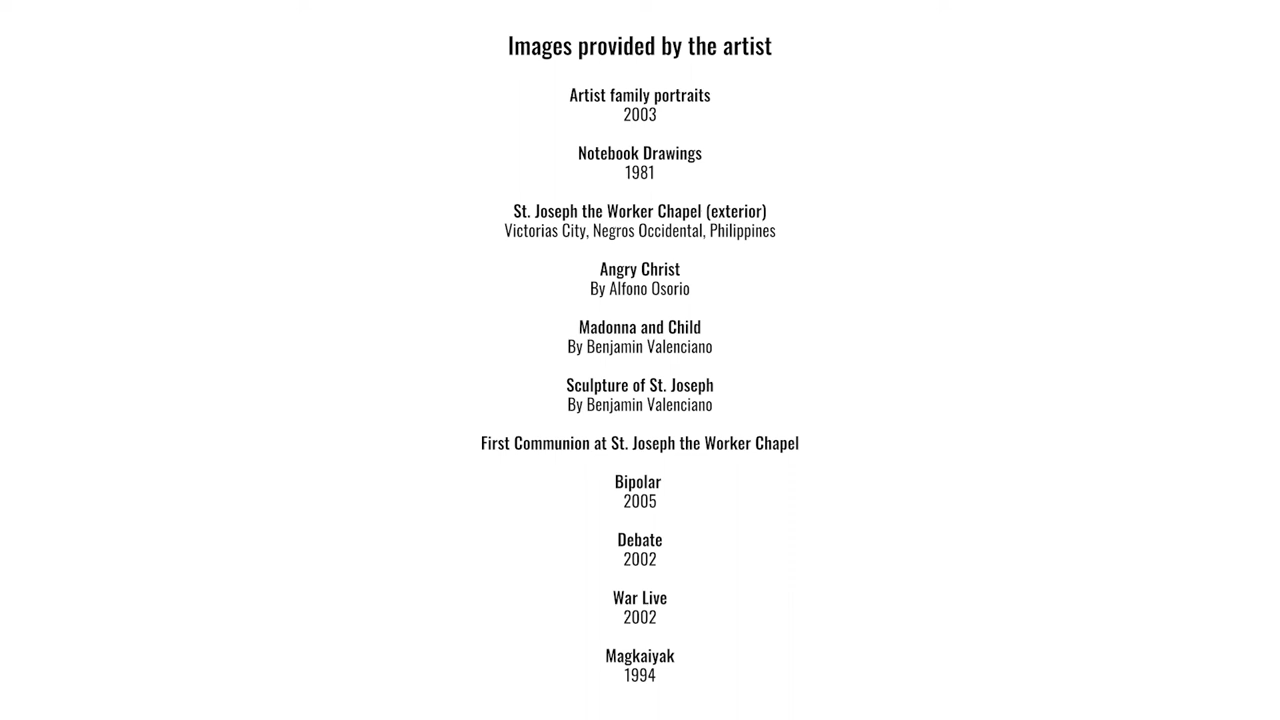 Images provided by the artist
Artist family portraits
2003
Notebook Drawings
1981
St. Joseph the Worker Chapel (exterior)
Victorias City, Negros Occidental, Philippines
Angry Christ
By Alfono Osorio
Madonna and Child
By Benjamin Valenciano
Sculpture of St. Joseph
By Benjamin Valenciano
First Communion at St. Joseph the Worker Chapel
Bipolar
2005
Debate
2002
War Live
2002
Magkaiyak
1994